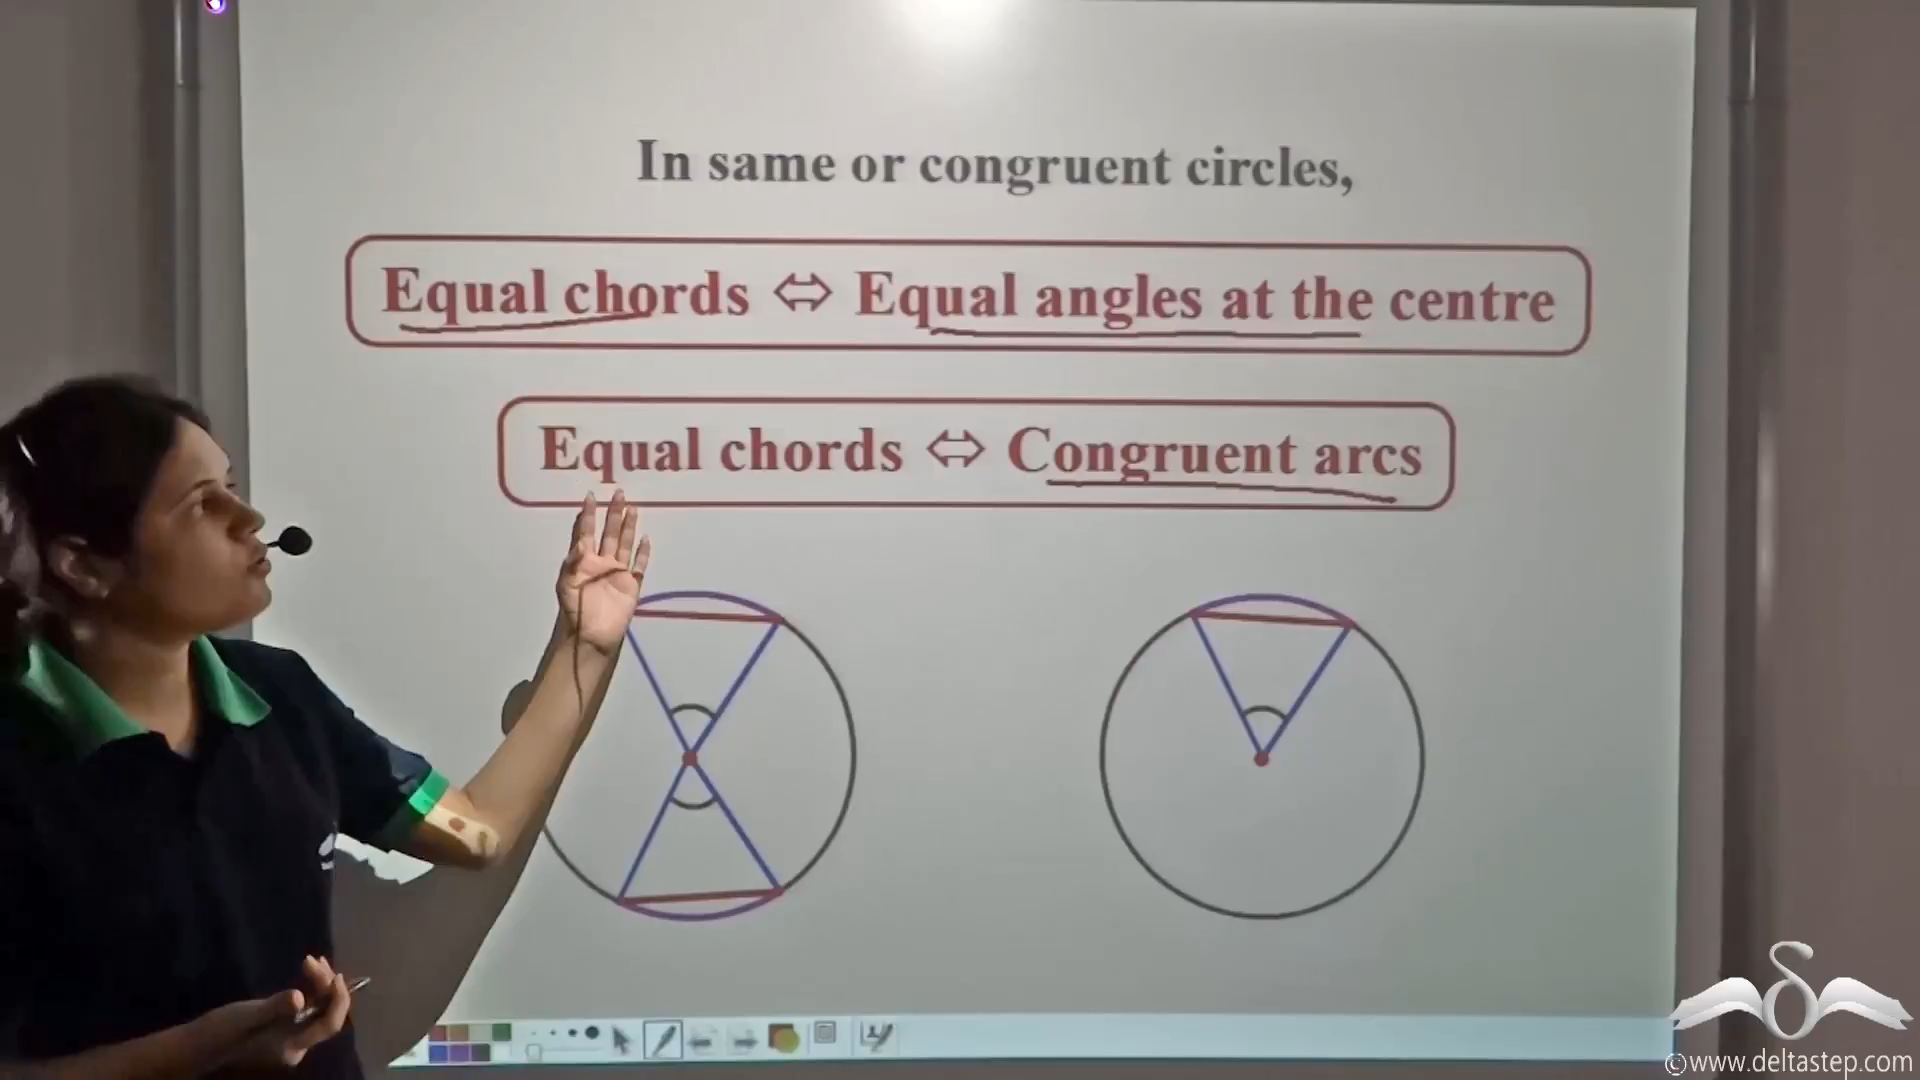 In same or congruent circles,
Equal chords ⇔ Equal angles at the centre
Equal chords ⇔ Congruent arcs
©www.deltastep.com